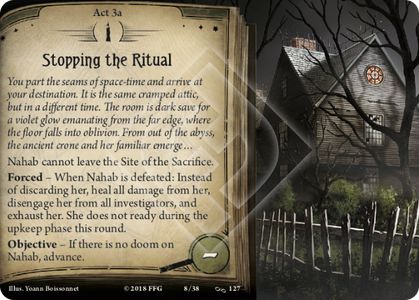 Act 3a
Stopping the Ritual
You part the seams of space-time and arrive at
your destination. It is the same cramped attic,
but in a different time. The room is dark save for
a violet glow emanating from the far edge, where
the floor falls into oblivion. From out of the abyss,
the ancient crone and her familiar emerge…
Nahab cannot leave the Site of the Sacrifice.
Forced – When Nahab is defeated: Instead
of discarding her, heal all damage from her,
disengage her from all investigators, and
exhaust her. She does not ready during the
upkeep phase this round.
Objective – If there is no doom on
Nahab, advance.
–
Illus. Yoann Boissonnet
© 2018 FFG
8/38
127